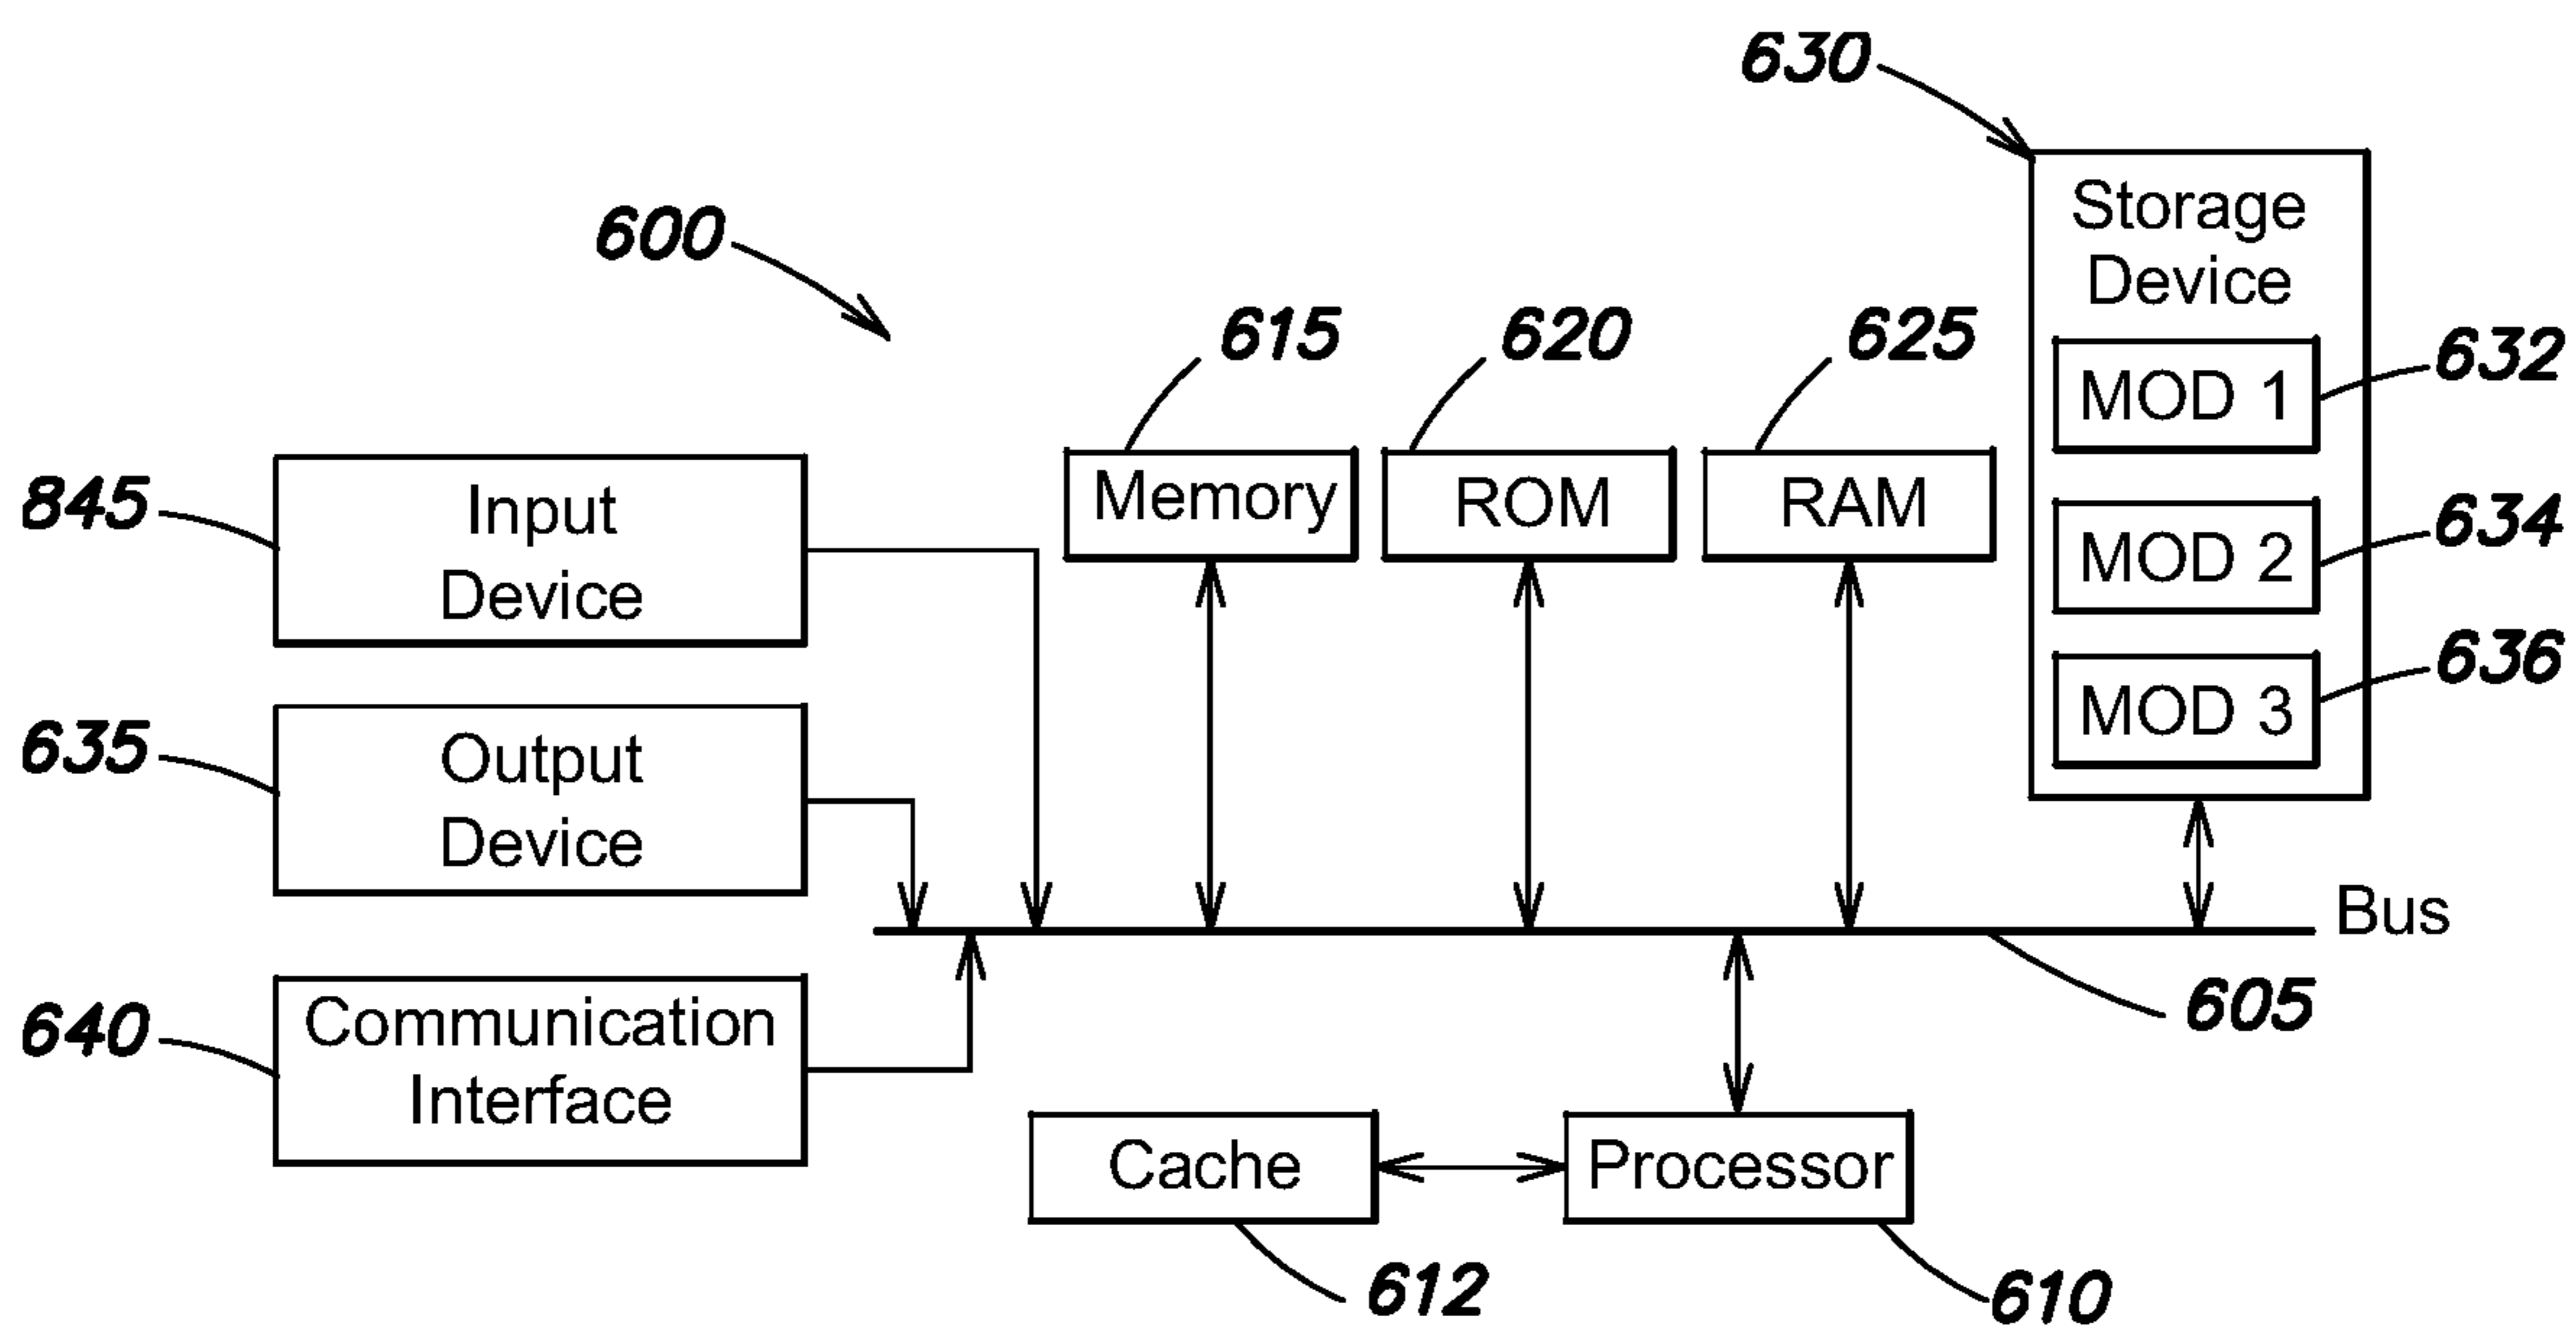 630
Storage
Device
600
615
620
625
632
MOD 1
845
Input
Device
Memory
ROM
RAM
634
MOD 2
636
MOD 3
635
Output
Device
Bus
640
Communication
Interface
605
Cache
Processor
612
610